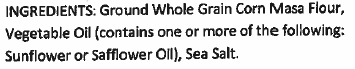 INGREDIENTS: Ground Whole Grain Corn Masa Flour,
Vegetable Oil (contains one or more of the following:
Sunflower or Safflower Oil), Sea Salt.